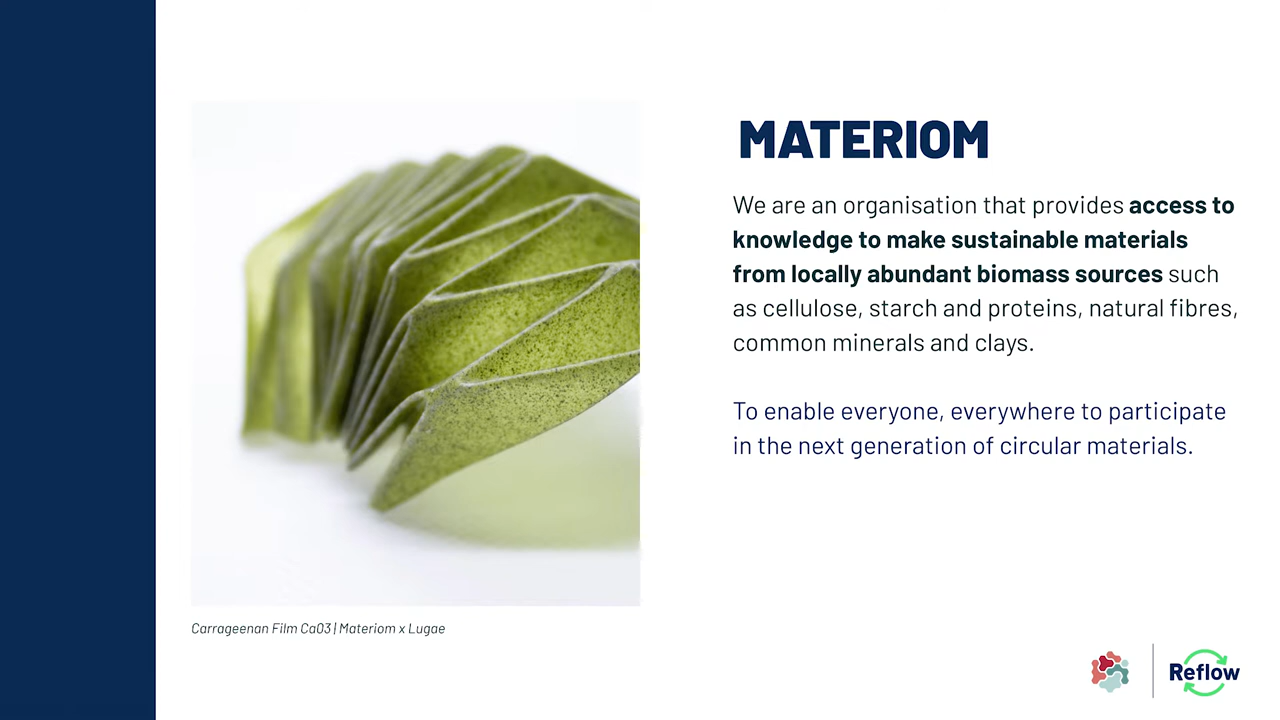 MATERIOM
We are an organisation that provides access to
knowledge to make sustainable materials
from locally abundant biomass sources such
as cellulose, starch and proteins, natural fibres,
common minerals and clays.
To enable everyone, everywhere to participate
in the next generation of circular materials.
Carrageenan Film Ca03 | Materiom x Lugae
Reflow